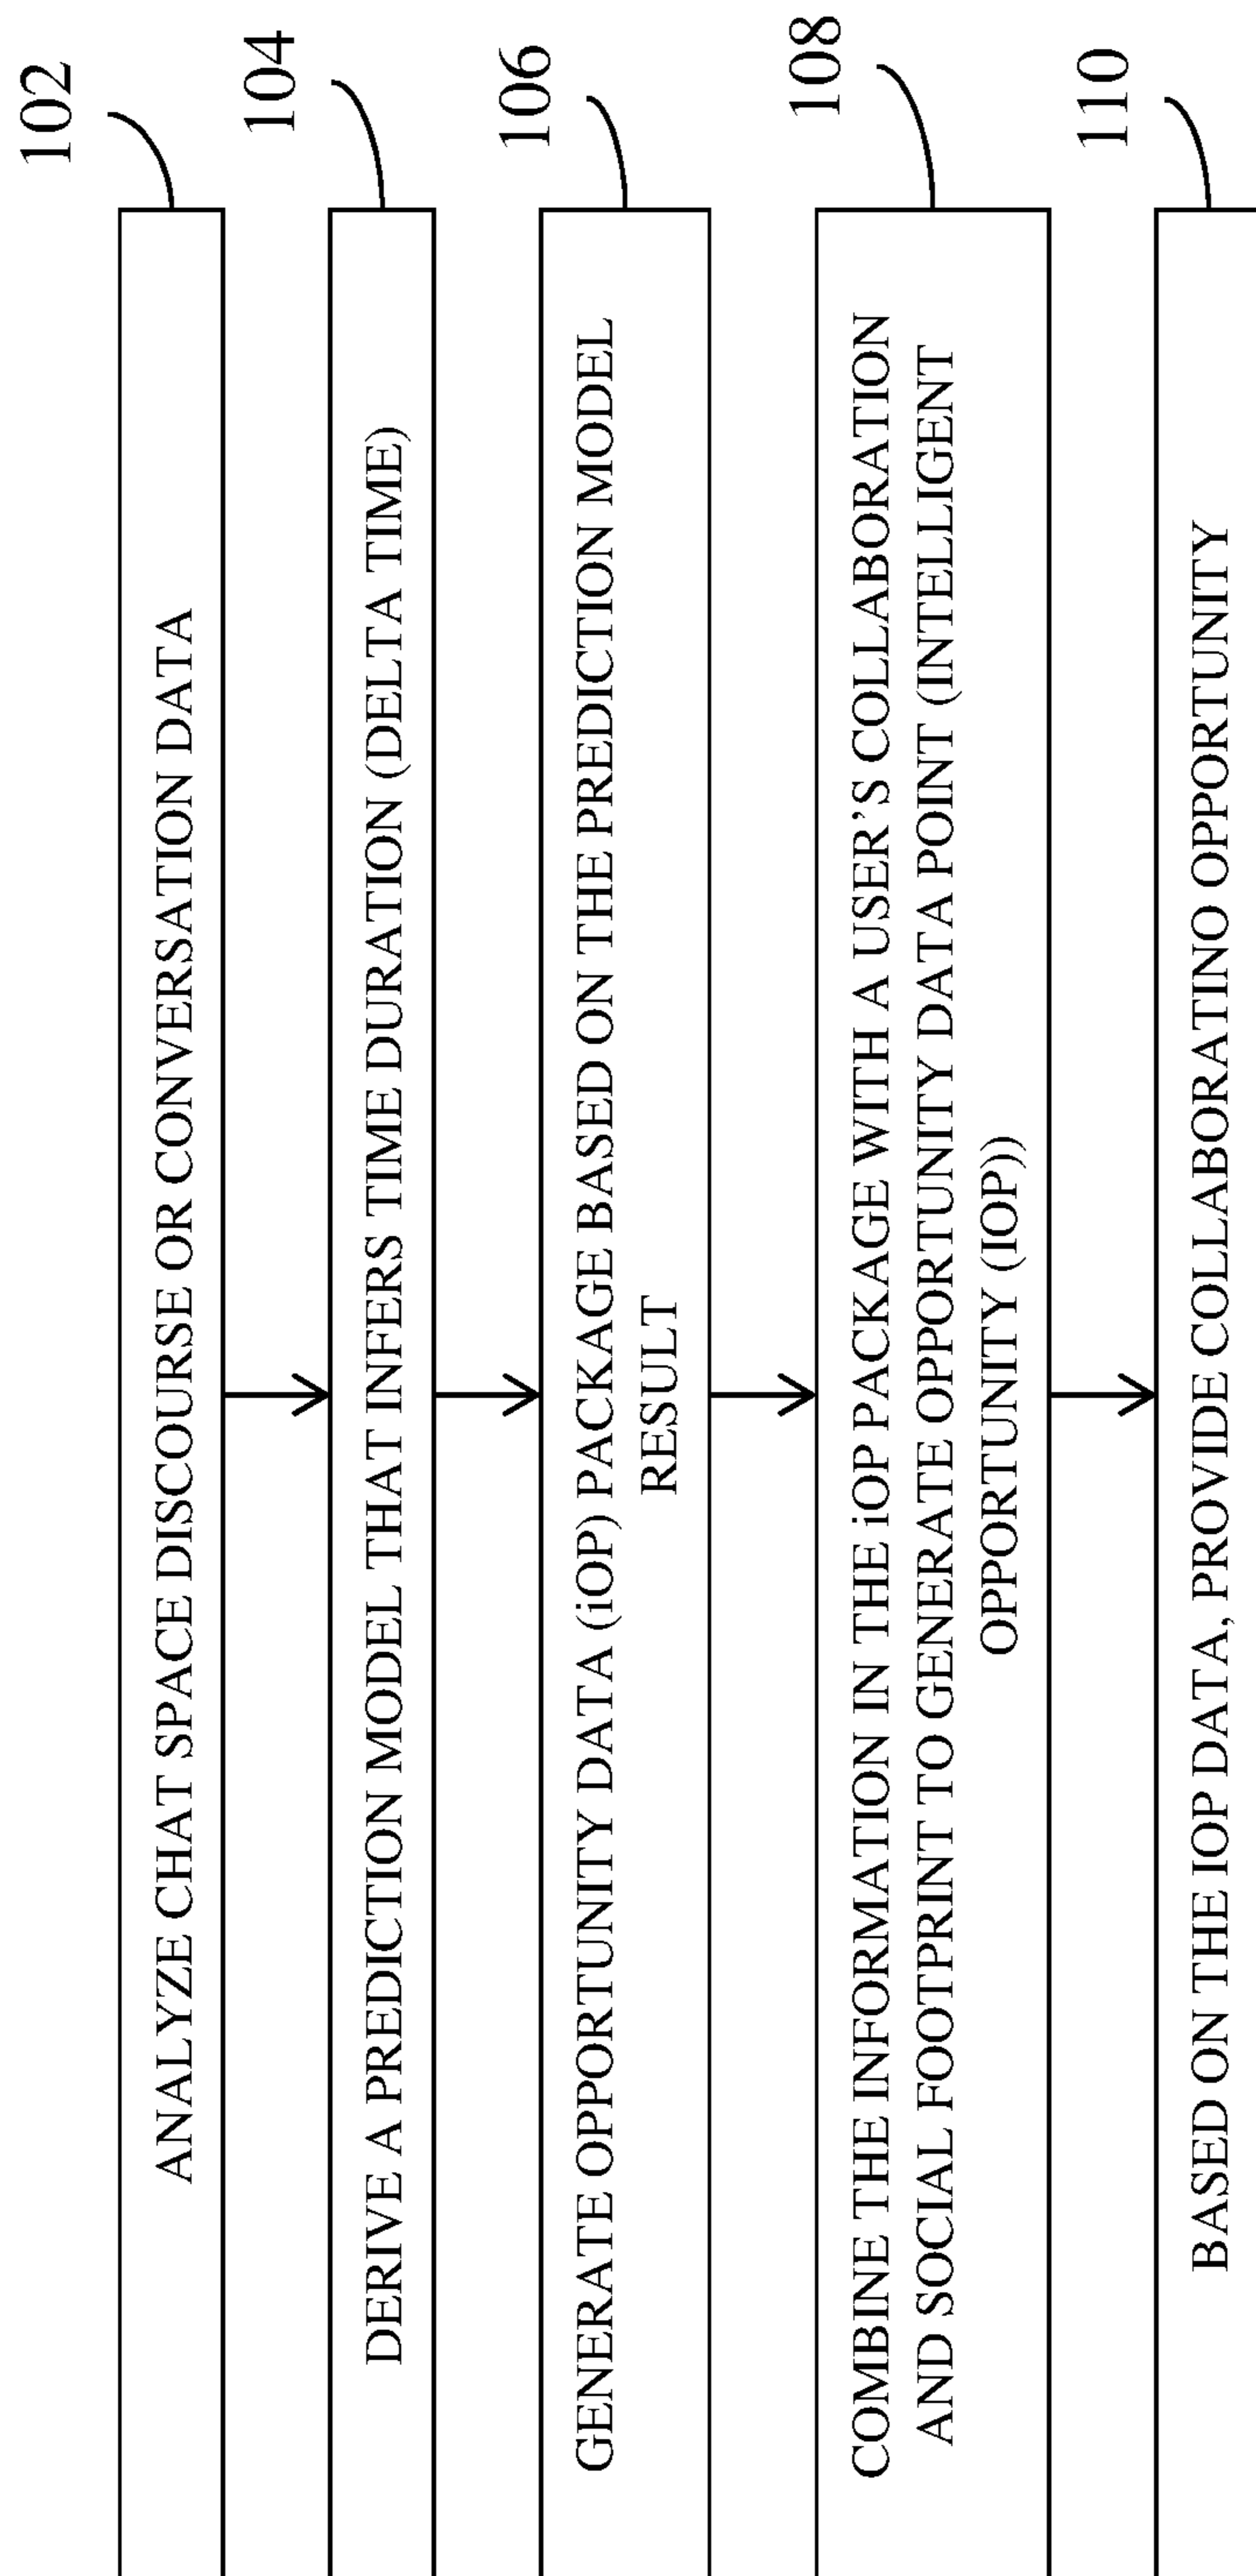 102
ANALYZE CHAT SPACE DISCOURSE OR CONVERSATION DATA
104
DERIVE A PREDICTION MODEL THAT INFERS TIME DURATION (DELTA TIME)
106
GENERATE OPPORTUNITY DATA (iOP) PACKAGE BASED ON THE PREDICTION MODEL
RESULT
108
COMBINE THE INFORMATION IN THE iOP PACKAGE WITH A USER'S COLLABORATION
AND SOCIAL FOOTPRINT TO GENERATE OPPORTUNITY DATA POINT (INTELLIGENT
OPPORTUNITY (IOP))
110
BASED ON THE IOP DATA, PROVIDE COLLABORATINO OPPORTUNITY